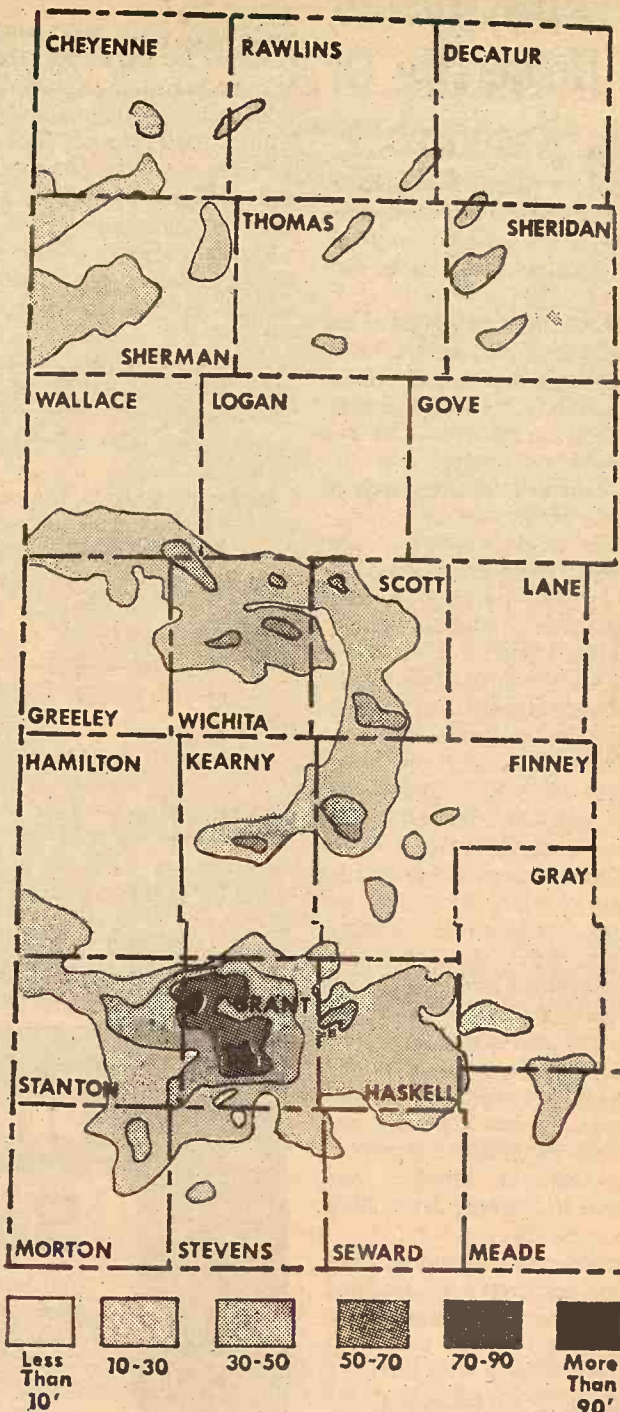 CHEYENNE RAWLINS DECATUR
THOMAS SHERIDAN
SHERMAN
WALLACE LOGAN GOVE
SCOTT LANE
GREELEY WICHITA
HAMILTON KEARNY FINNEY
GRAY
GRANT
STANTON HASKELL
MORTON STEVENS SEWARD MEADE
Less Than 10' 10-30 30-50 50-70 70-90 More Than 90'